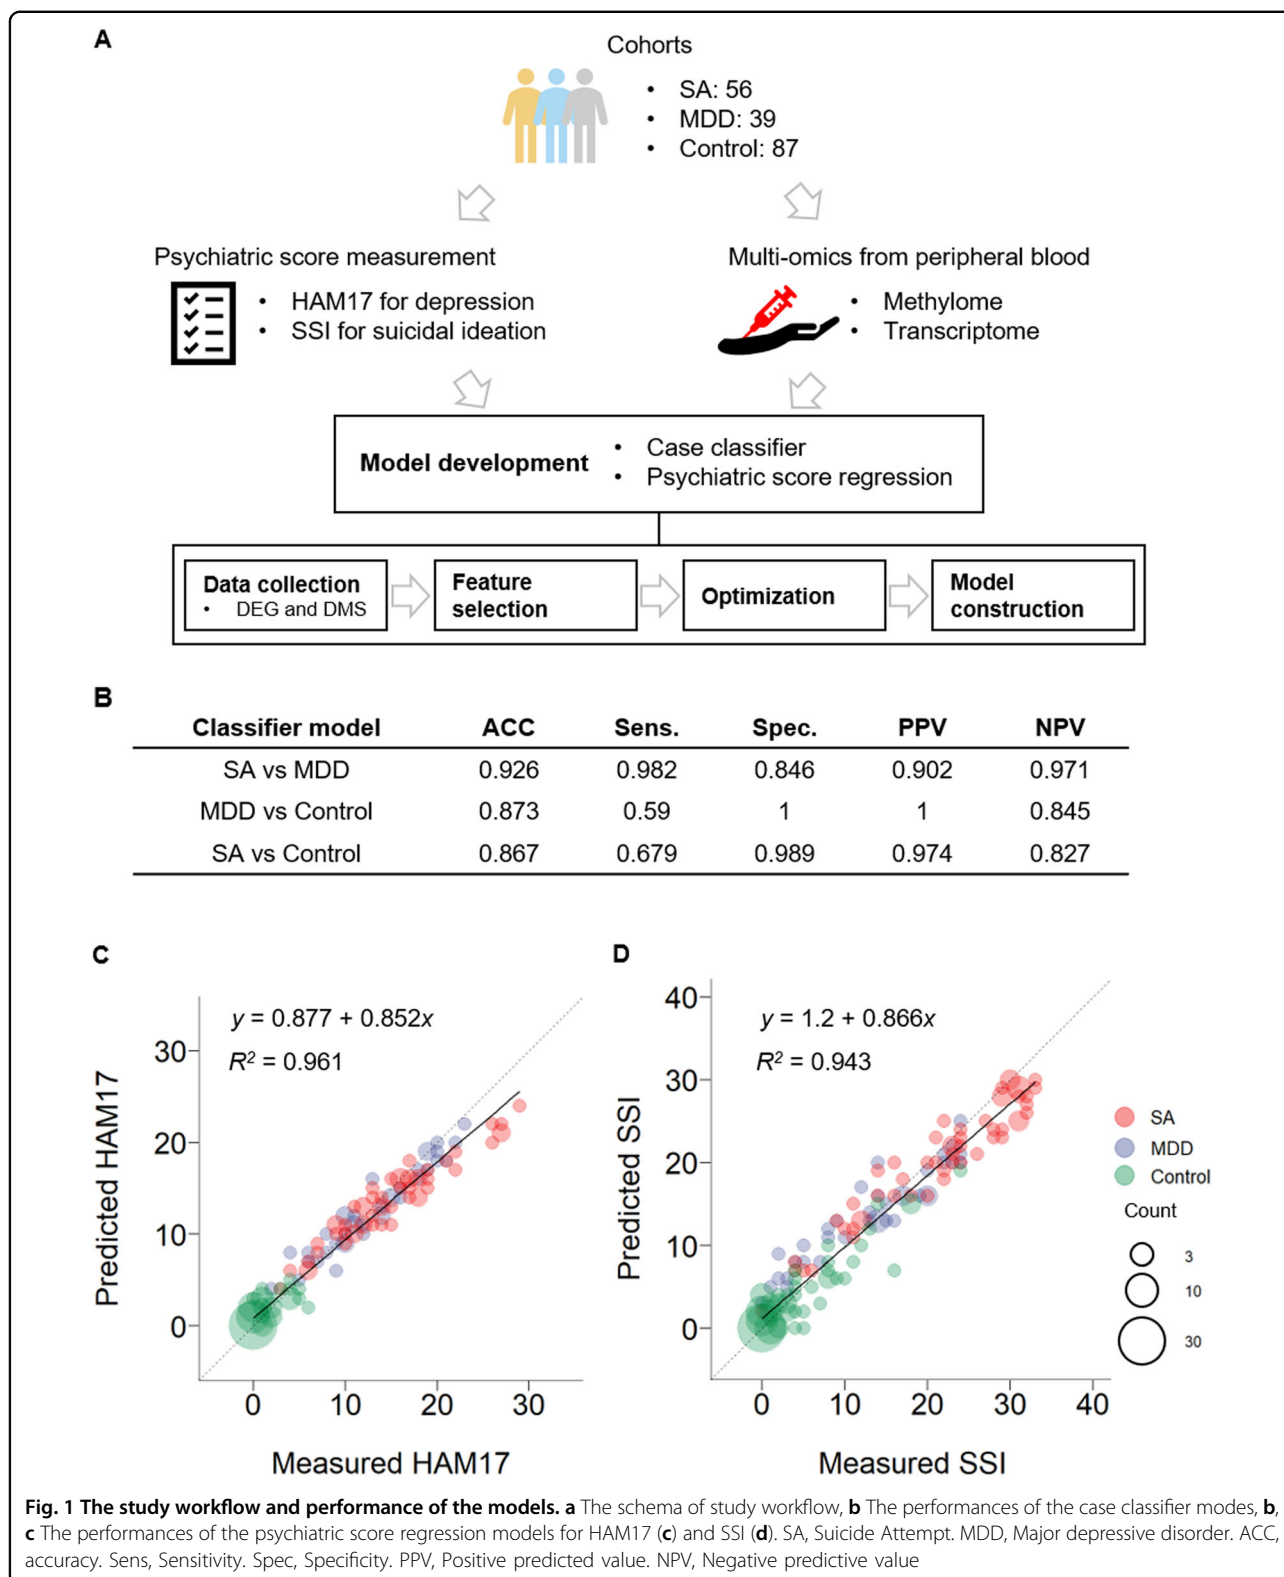 A
Cohorts
• SA: 56
• MDD: 39
• Control: 87
Psychiatric score measurement
• HAM17 for depression
• SSI for suicidal ideation
Multi-omics from peripheral blood
• Methylome
• Transcriptome
Model development
• Case classifier
• Psychiatric score regression
Data collection
• DEG and DMS
Feature
selection
Optimization
Model
construction
B
Classifier model ACC Sens. Spec. PPV NPV
SA vs MDD 0.926 0.982 0.846 0.902 0.971
MDD vs Control 0.873 0.59 1 1 0.845
SA vs Control 0.867 0.679 0.989 0.974 0.827
C
y = 0.877 + 0.852x
R² = 0.961
Predicted HAM17
30
20
10
0
0 10 20 30
Measured HAM17
D
y = 1.2 + 0.866x
R² = 0.943
Predicted SSI
40
30
20
10
0
0 10 20 30 40
Measured SSI
SA
MDD
Control
Count
3
10
30
Fig. 1 The study workflow and performance of the models. a The schema of study workflow, b The performances of the case classifier modes, b,
c The performances of the psychiatric score regression models for HAM17 (c) and SSI (d). SA, Suicide Attempt. MDD, Major depressive disorder. ACC,
accuracy. Sens, Sensitivity. Spec, Specificity. PPV, Positive predicted value. NPV, Negative predictive value